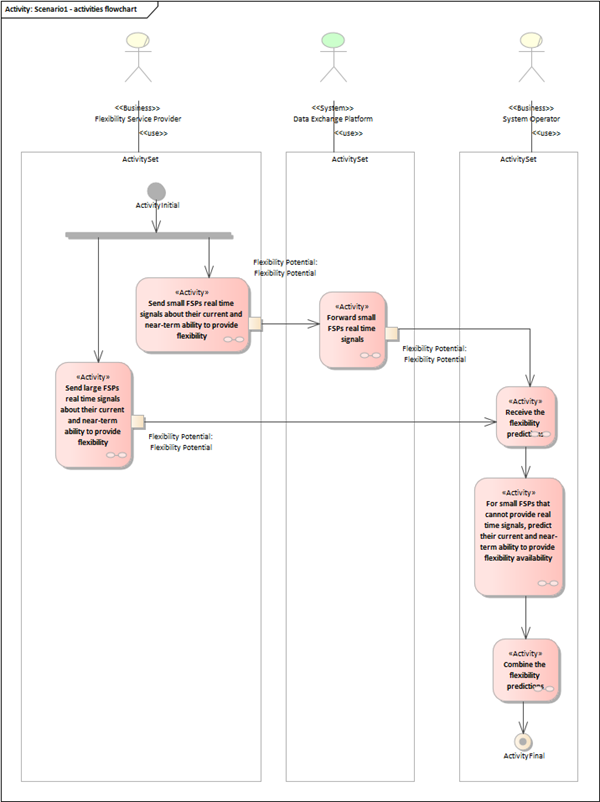 Activity: Scenario1 - activities flowchart
<<Business>>
Flexibility Service Provider
<<use>>
<<System>>
Data Exchange Platform
<<use>>
<<Business>>
System Operator
<<use>>
ActivitySet
ActivitySet
ActivitySet
ActivityInitial
Flexibility Potential:
Flexibility Potential
«Activity»
Send small FSPs real time
signals about their current and
near-term ability to provide
flexibility
«Activity»
Forward small
FSPs real time
signals
Flexibility Potential:
Flexibility Potential
«Activity»
Send large FSPs
real time signals
about their current
and near-term
ability to provide
flexibility
Flexibility Potential:
Flexibility Potential
«Activity»
Receive the
flexibility
predictions
«Activity»
For small FSPs that
cannot provide real
time signals, predict
their current and near-
term ability to provide
flexibility availability
«Activity»
Combine the
flexibility
predictions
ActivityFinal